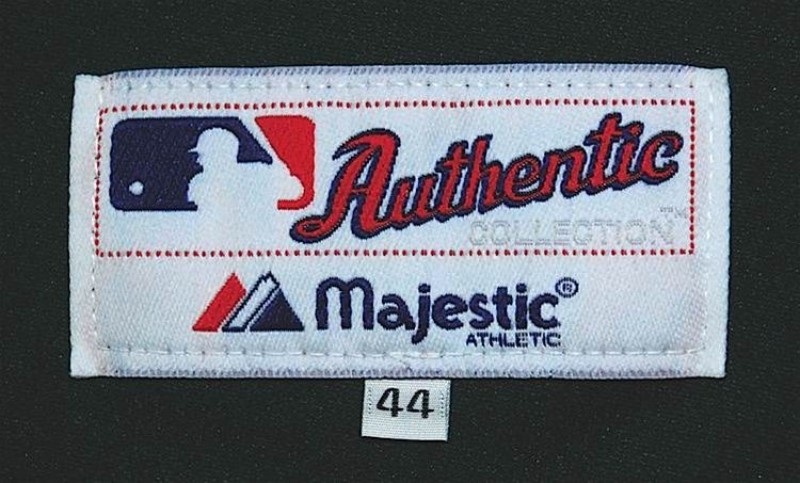 Authentic
COLLECTION™
Majestic®
ATHLETIC
44